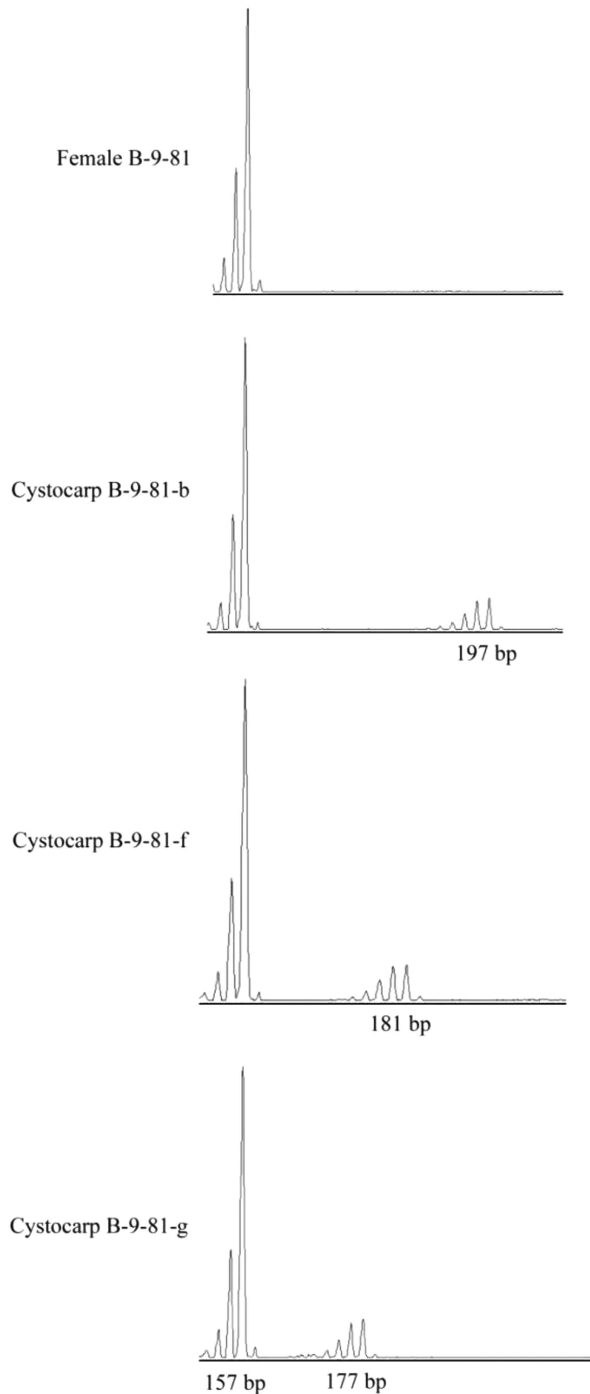 Female B-9-81
Cystocarp B-9-81-b
197 bp
Cystocarp B-9-81-f
181 bp
Cystocarp B-9-81-g
157 bp 177 bp